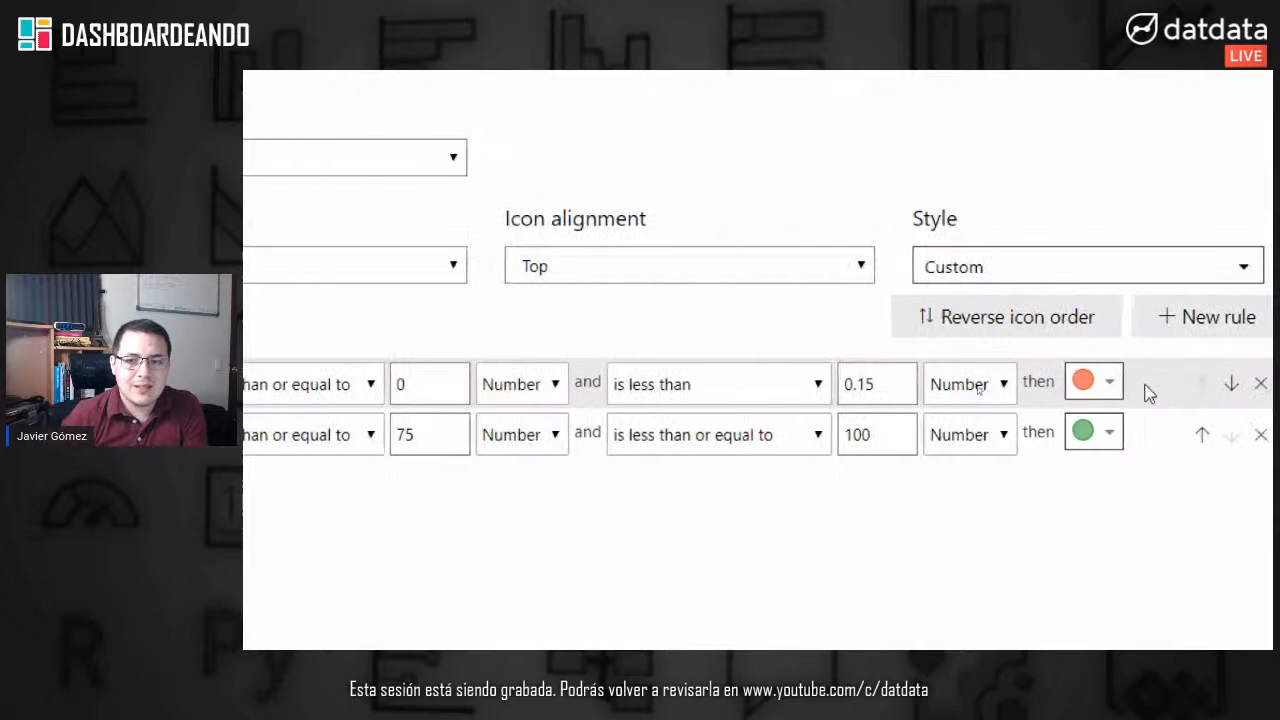 DASHBOARDEANDO
datdata
LIVE
Icon alignment
Style
Top
Custom
Reverse icon order
New rule
han or equal to 0 Number and is less than 0.15 Number then
han or equal to 75 Number and is less than or equal to 100 Number then
Javier Gómez
R Py
Esta sesión está siendo grabada. Podrás volver a revisarla en www.youtube.com/c/datdata